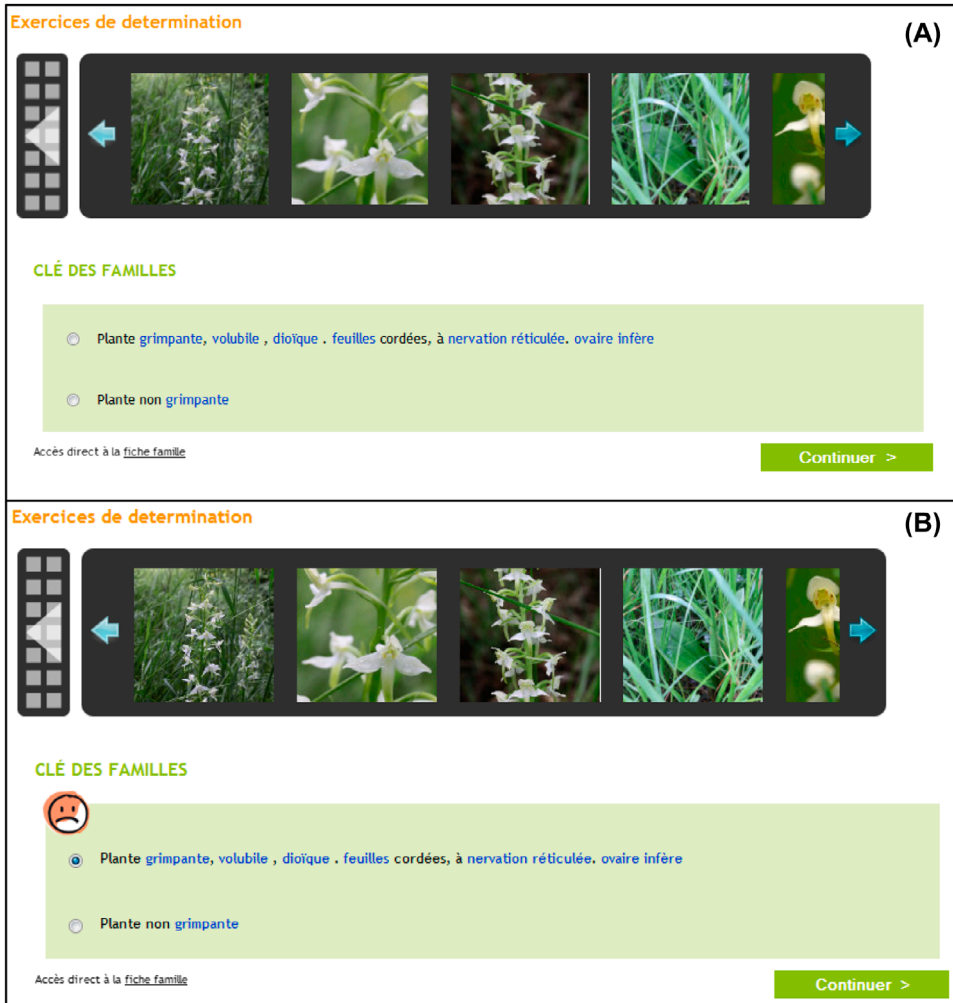 Exercices de determination
(A)
CLÉ DES FAMILLES
Plante grimpante, volubile , dioïque . feuilles cordées, à nervation réticulée. ovaire infère
Plante non grimpante
Accès direct à la fiche famille
Continuer >
Exercices de determination
(B)
CLÉ DES FAMILLES
Plante grimpante, volubile , dioïque . feuilles cordées, à nervation réticulée. ovaire infère
Plante non grimpante
Accès direct à la fiche famille
Continuer >